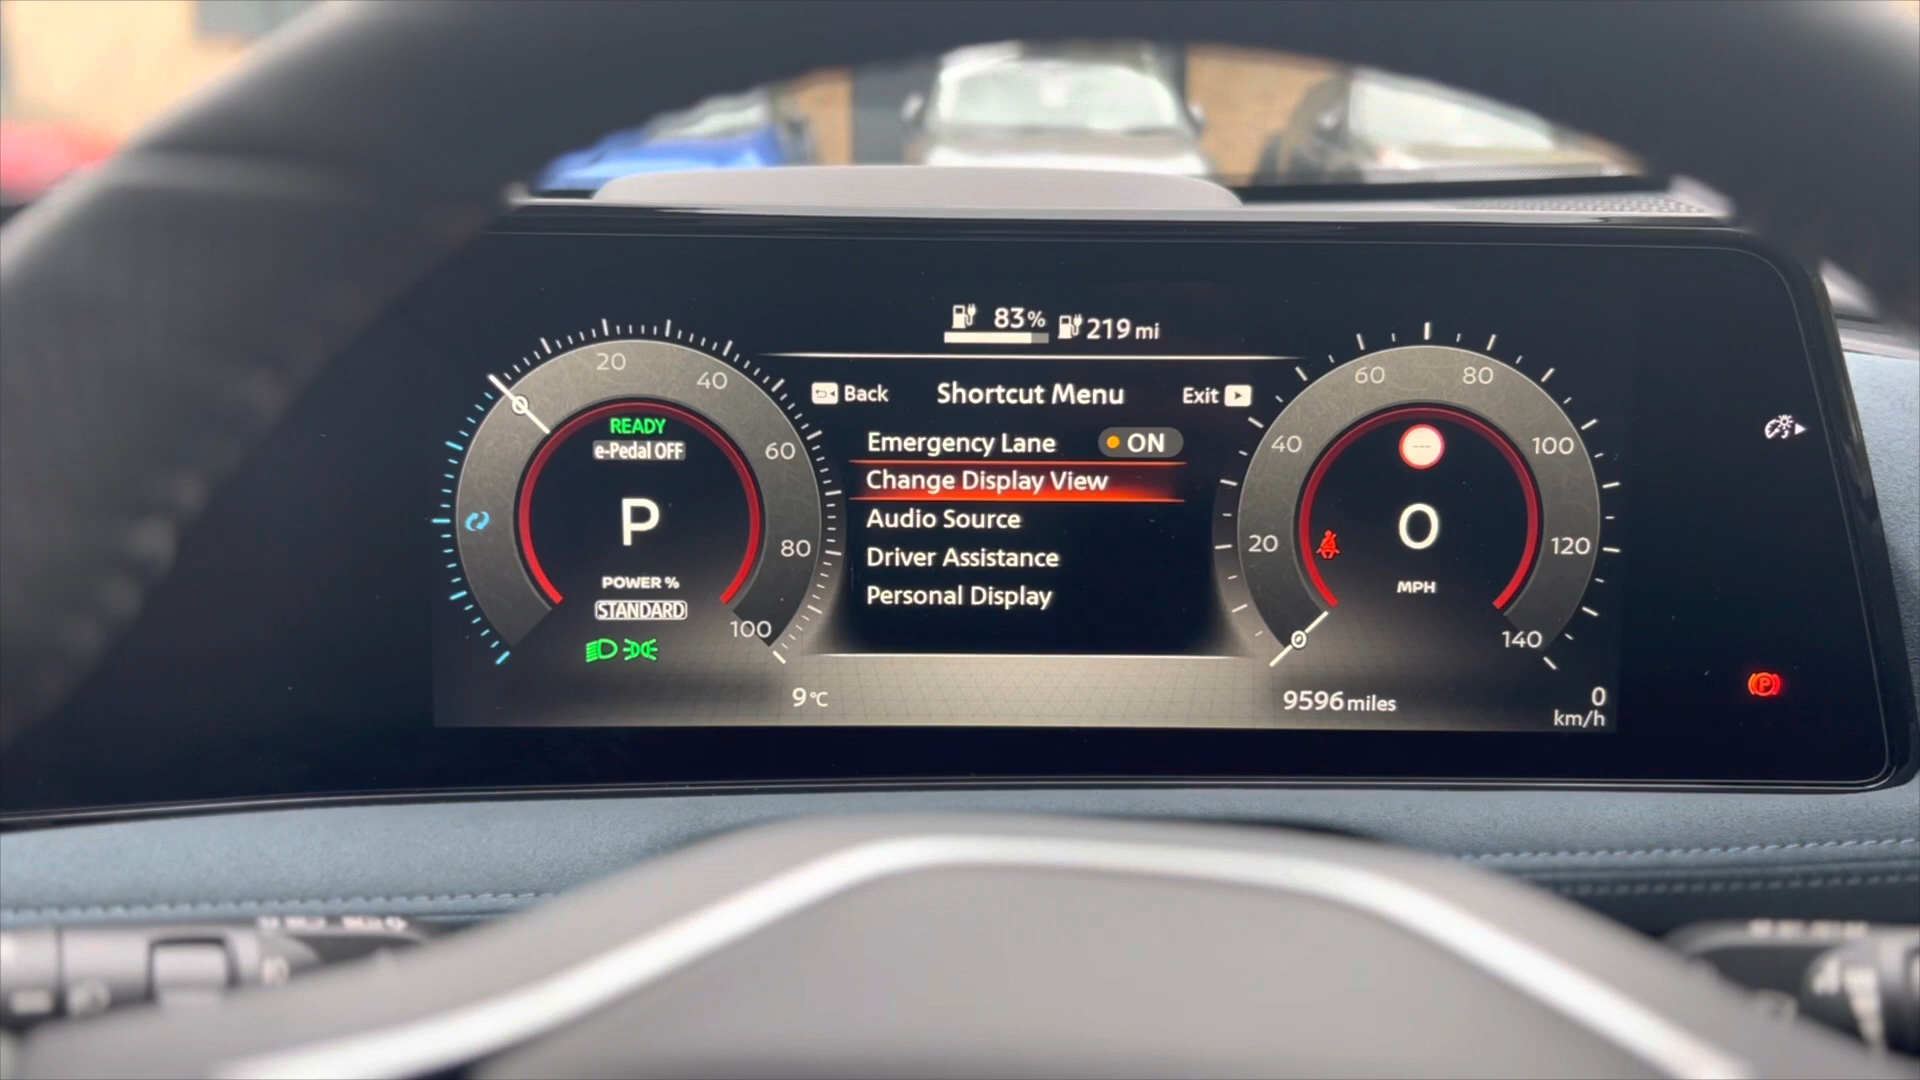 83% 219 mi
Back Shortcut Menu Exit
Emergency Lane ON
Change Display View
Audio Source
Driver Assistance
Personal Display
0 20 40 60 80 100
READY
e-Pedal OFF
P
POWER %
STANDARD
9°C
0 20 40 60 80 100 120 140
---
0
MPH
9596 miles
0
km/h
P